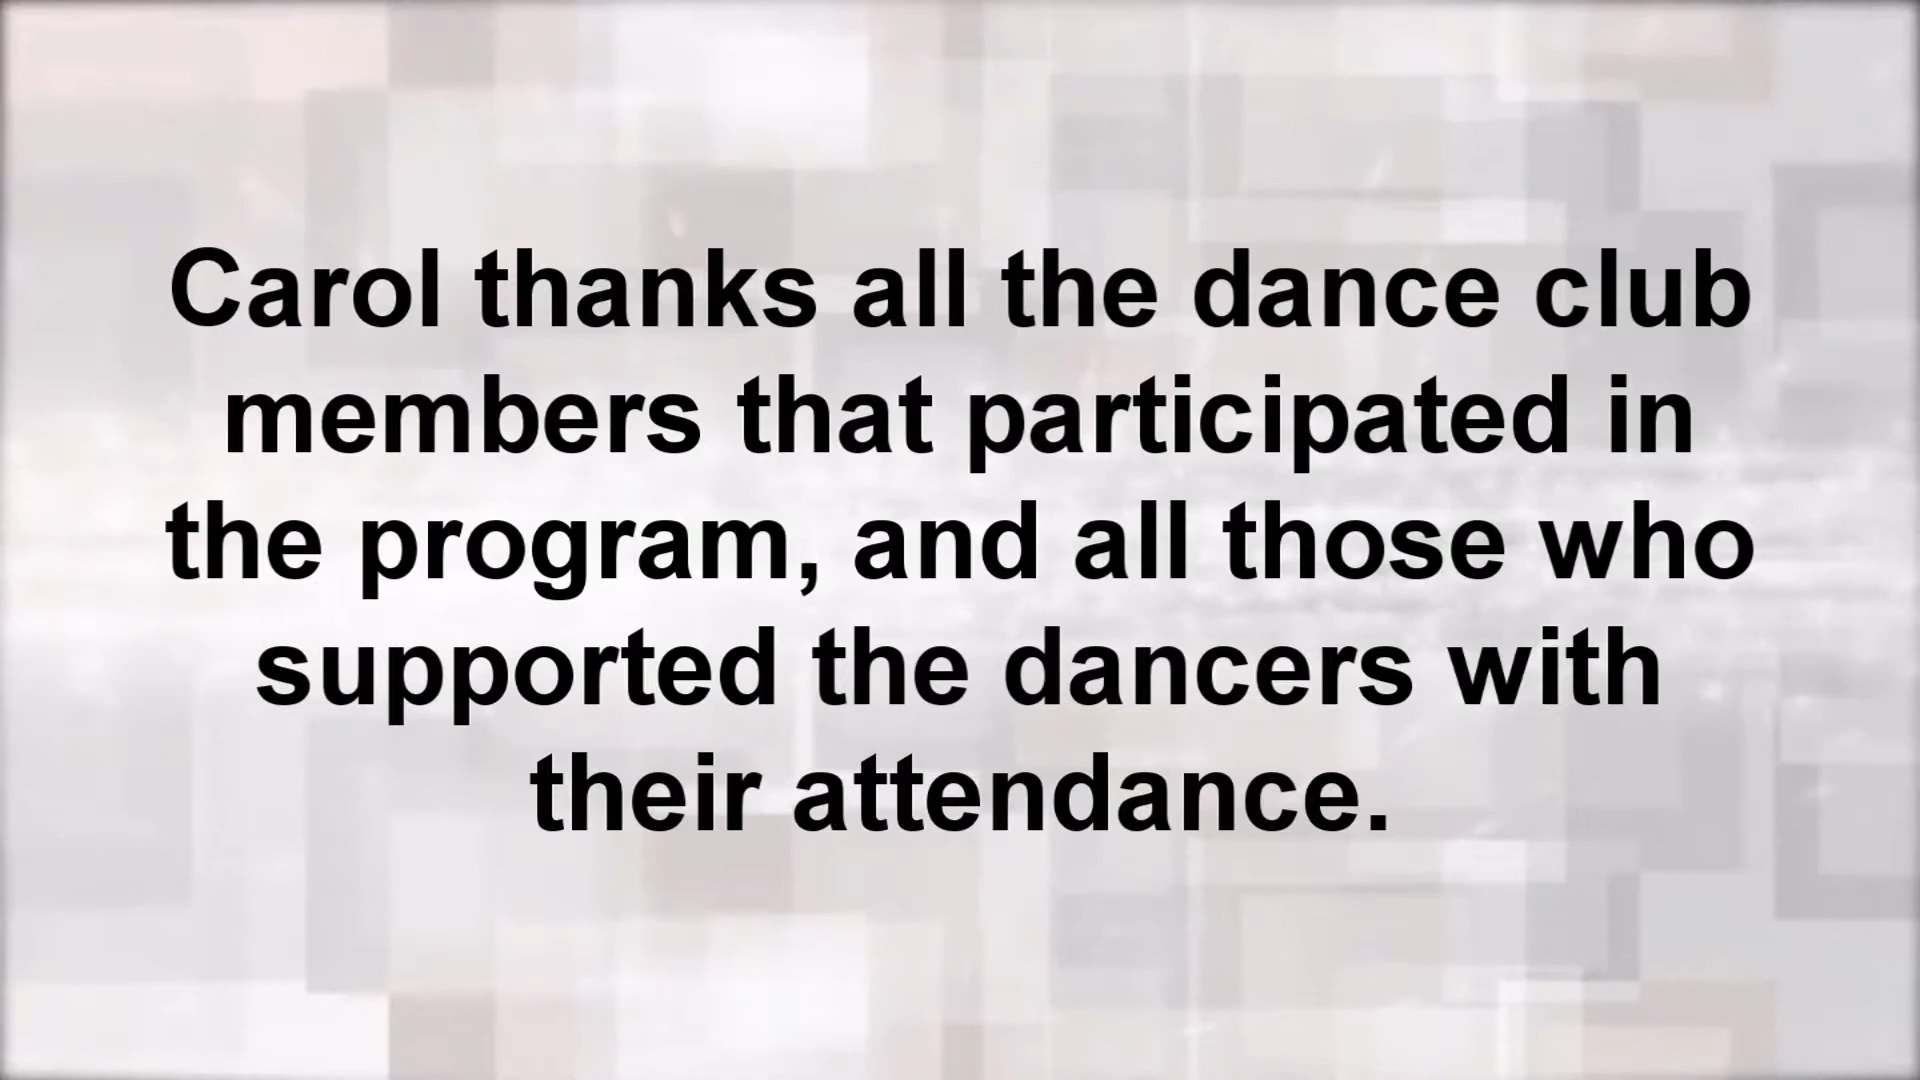 Carol thanks all the dance club
members that participated in
the program, and all those who
supported the dancers with
their attendance.